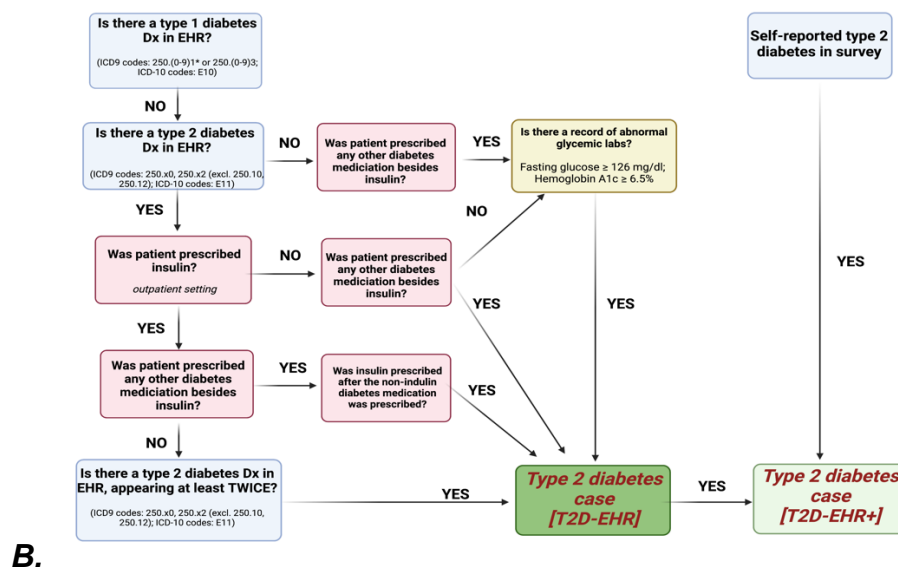 Is there a type 1 diabetes
Dx in EHR?
(ICD9 codes: 250.(0-9)1* or 250.(0-9)3;
ICD-10 codes: E10)
Self-reported type 2
diabetes in survey
NO
Is there a type 2 diabetes
Dx in EHR?
(ICD9 codes: 250.x0, 250.x2 (excl. 250.10,
250.12); ICD-10 codes: E11)
NO
Was patient prescribed
any other diabetes
mediciation besides
insulin?
YES
Is there a record of abnormal
glycemic labs?
Fasting glucose ≥ 126 mg/dl;
Hemoglobin A1c ≥ 6.5%
YES
NO
Was patient prescribed
insulin?
outpatient setting
NO
Was patient prescribed
any other diabetes
mediciation besides
insulin?
YES
YES
YES
YES
Was patient prescribed
any other diabetes
mediciation besides
insulin?
YES
Was insulin prescribed
after the non-indulin
diabetes medication
was prescribed?
YES
NO
Is there a type 2 diabetes Dx in
EHR, appearing at least TWICE?
(ICD9 codes: 250.x0, 250.x2 (excl. 250.10,
250.12); ICD-10 codes: E11)
YES
Type 2 diabetes
case
[T2D-EHR]
YES
Type 2 diabetes
case
[T2D-EHR+]
B.